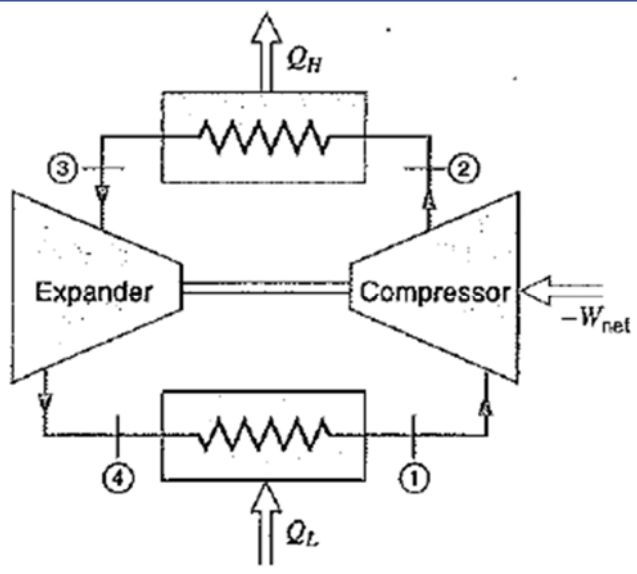 Q_H
③
②
Expander
Compressor
−W_net
④
①
Q_L